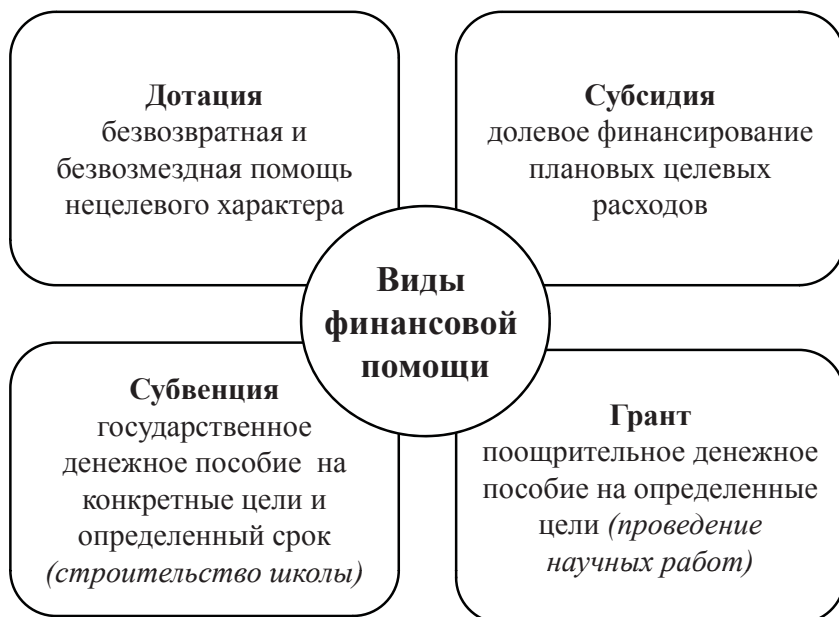 Дотация
безвозвратная и
безвозмездная помощь
нецелевого характера
Субсидия
долевое финансирование
плановых целевых
расходов
Виды
финансовой
помощи
Субвенция
государственное
денежное пособие на
конкретные цели и
определенный срок
(строительство школы)
Грант
поощрительное денежное
пособие на определенные
цели (проведение
научных работ)